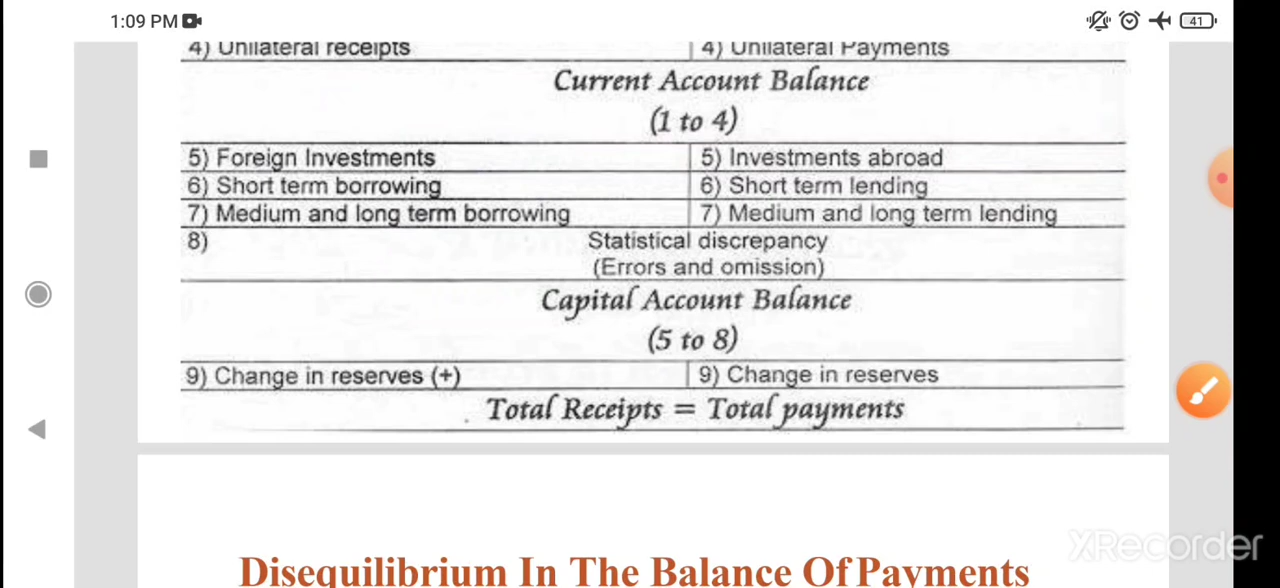 1:09 PM
41
4) Unilateral receipts 4) Unilateral Payments
Current Account Balance
(1 to 4)
5) Foreign Investments 5) Investments abroad
6) Short term borrowing 6) Short term lending
7) Medium and long term borrowing 7) Medium and long term lending
8) Statistical discrepancy
(Errors and omission)
Capital Account Balance
(5 to 8)
9) Change in reserves (+) 9) Change in reserves
Total Receipts = Total payments
XRecorder
Disequilibrium In The Balance Of Payments